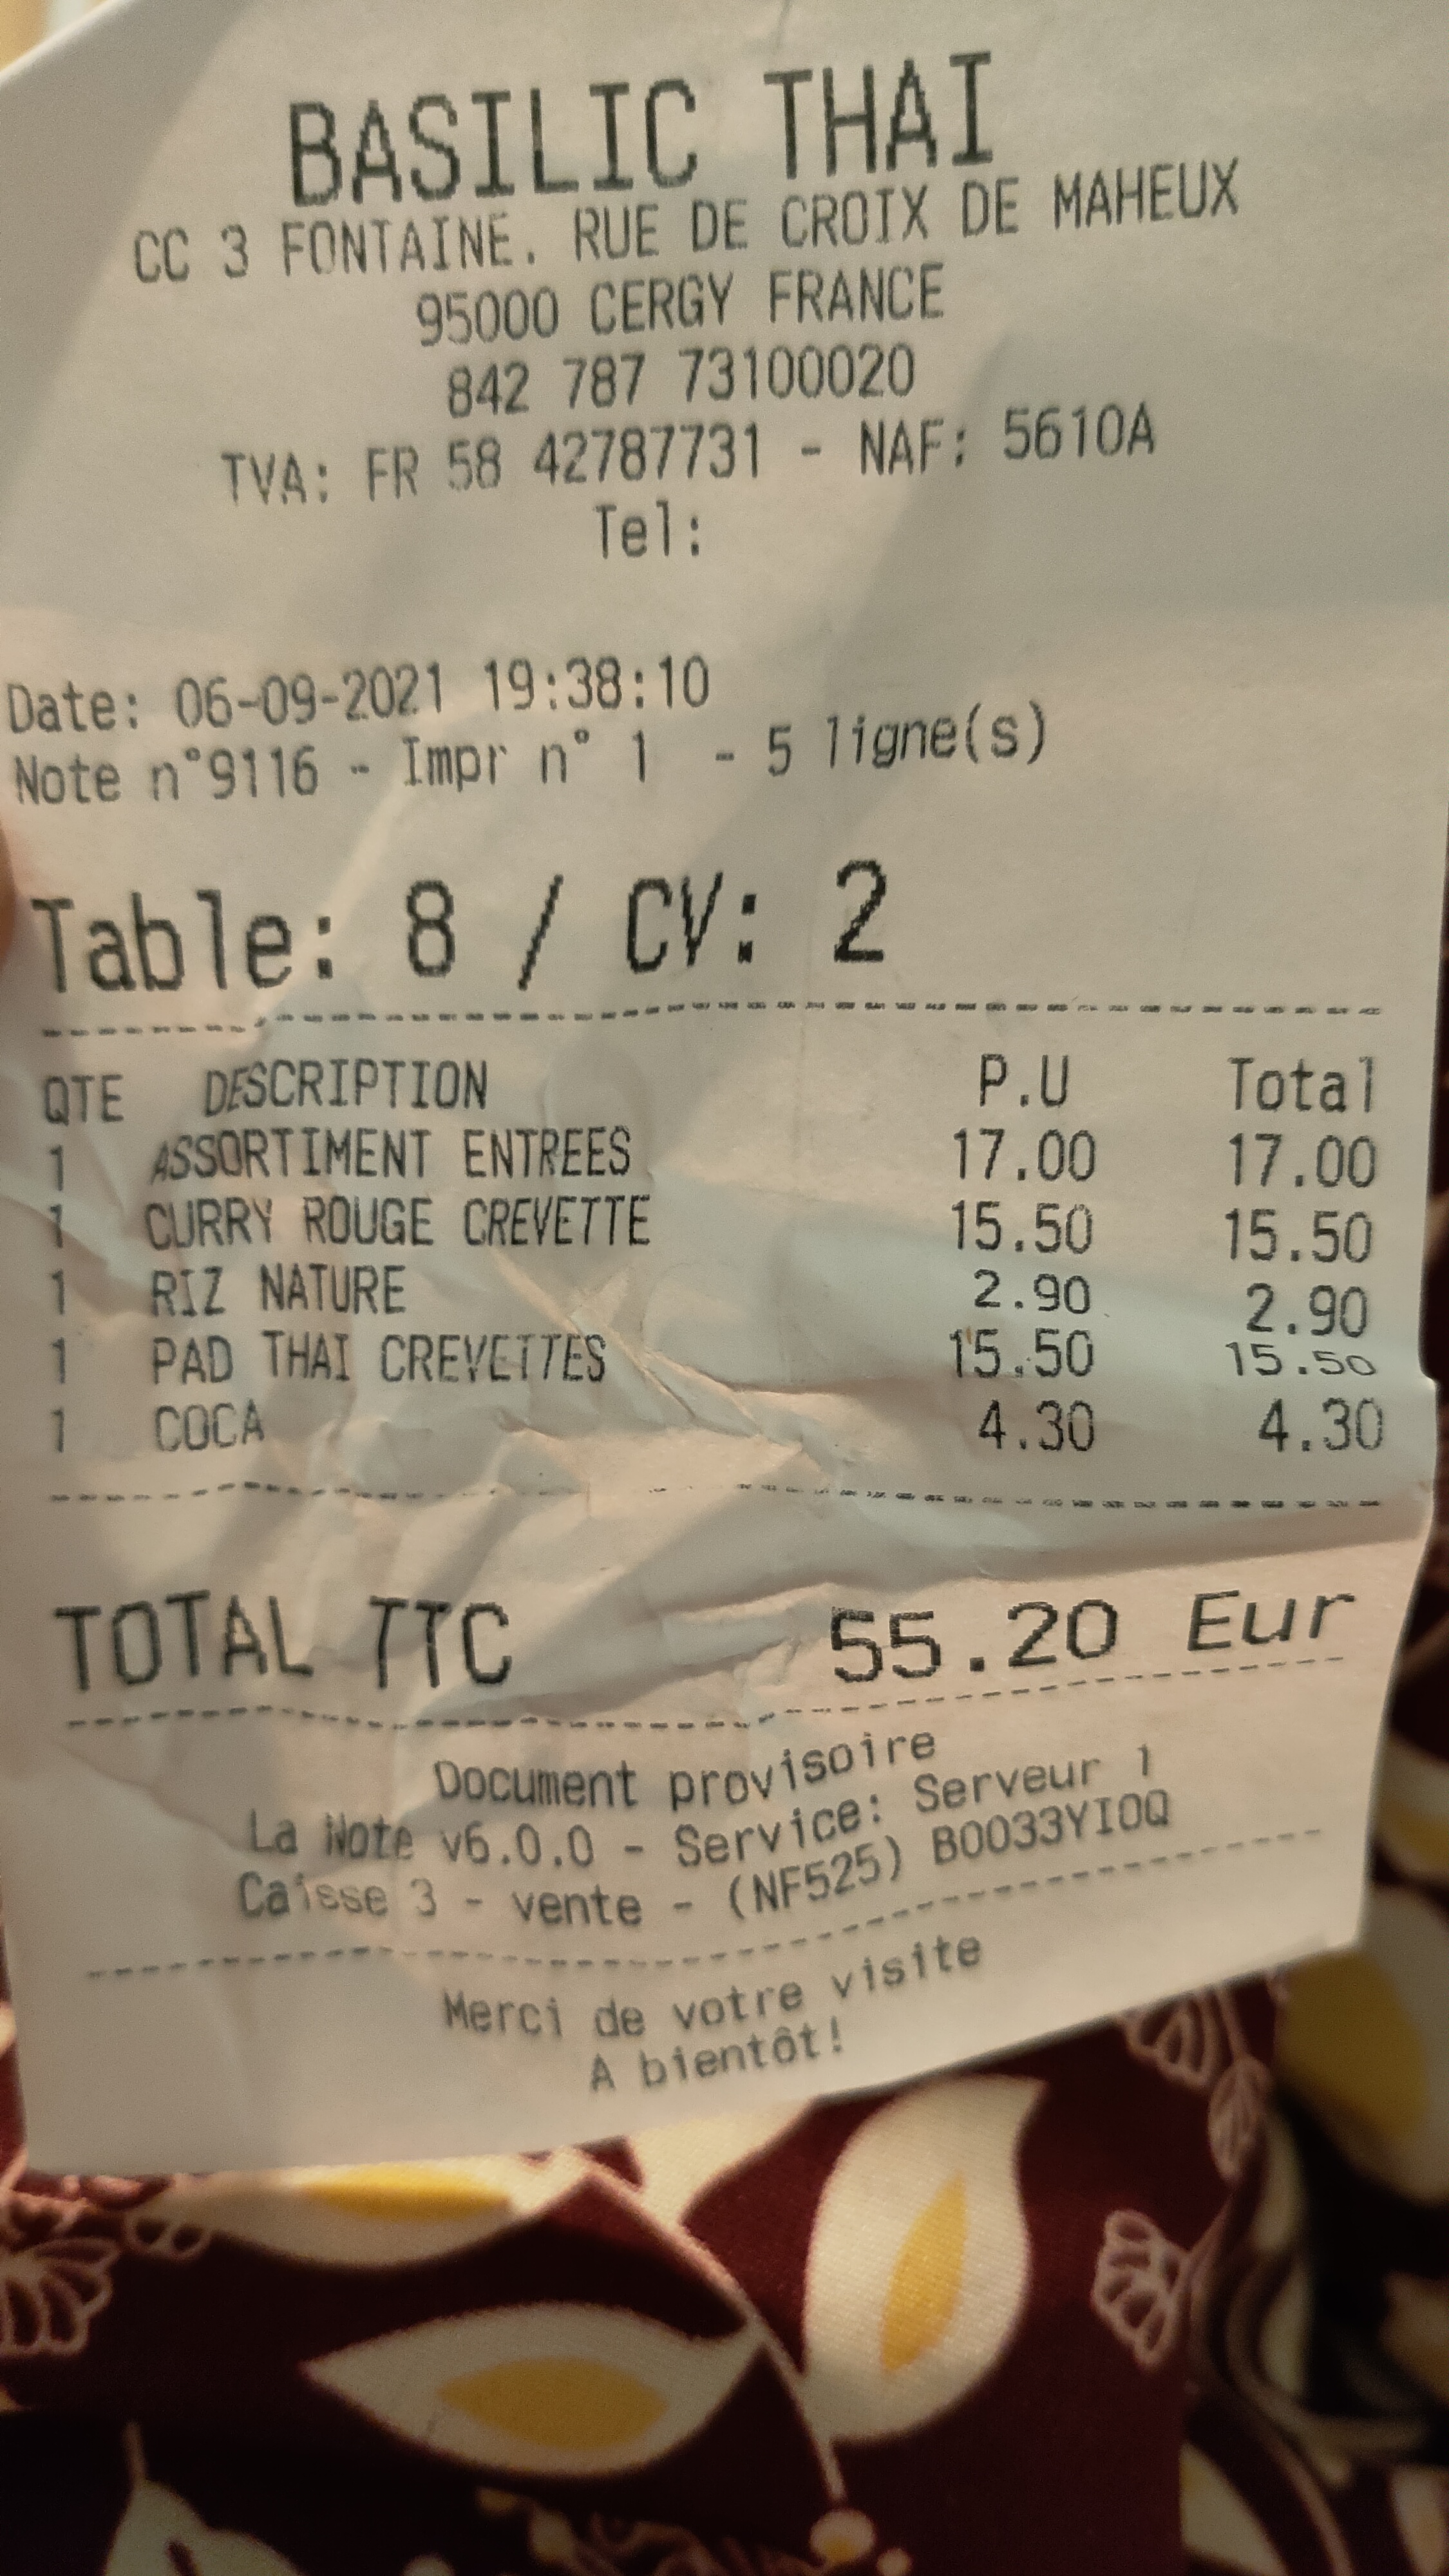 BASILIC THAI
CC 3 FONTAINE. RUE DE CROIX DE MAHEUX
95000 CERGY FRANCE
842 787 73100020
TVA: FR 58 42787731 - NAF: 5610A
Tel:
Date: 06-09-2021 19:38:10
Note n°9116 - Impr n° 1 - 5 ligne(s)
Table: 8 / CV: 2
QTE DESCRIPTION P.U Total
1 ASSORTIMENT ENTREES 17.00 17.00
1 CURRY ROUGE CREVETTE 15.50 15.50
1 RIZ NATURE 2.90 2.90
1 PAD THAI CREVETTES 15.50 15.50
1 COCA 4.30 4.30
TOTAL TTC 55.20 Eur
Document provisoire
La Note v6.0.0 - Service: Serveur 1
Caisse 3 - vente - (NF525) B0033YIOQ
Merci de votre visite
A bientôt!